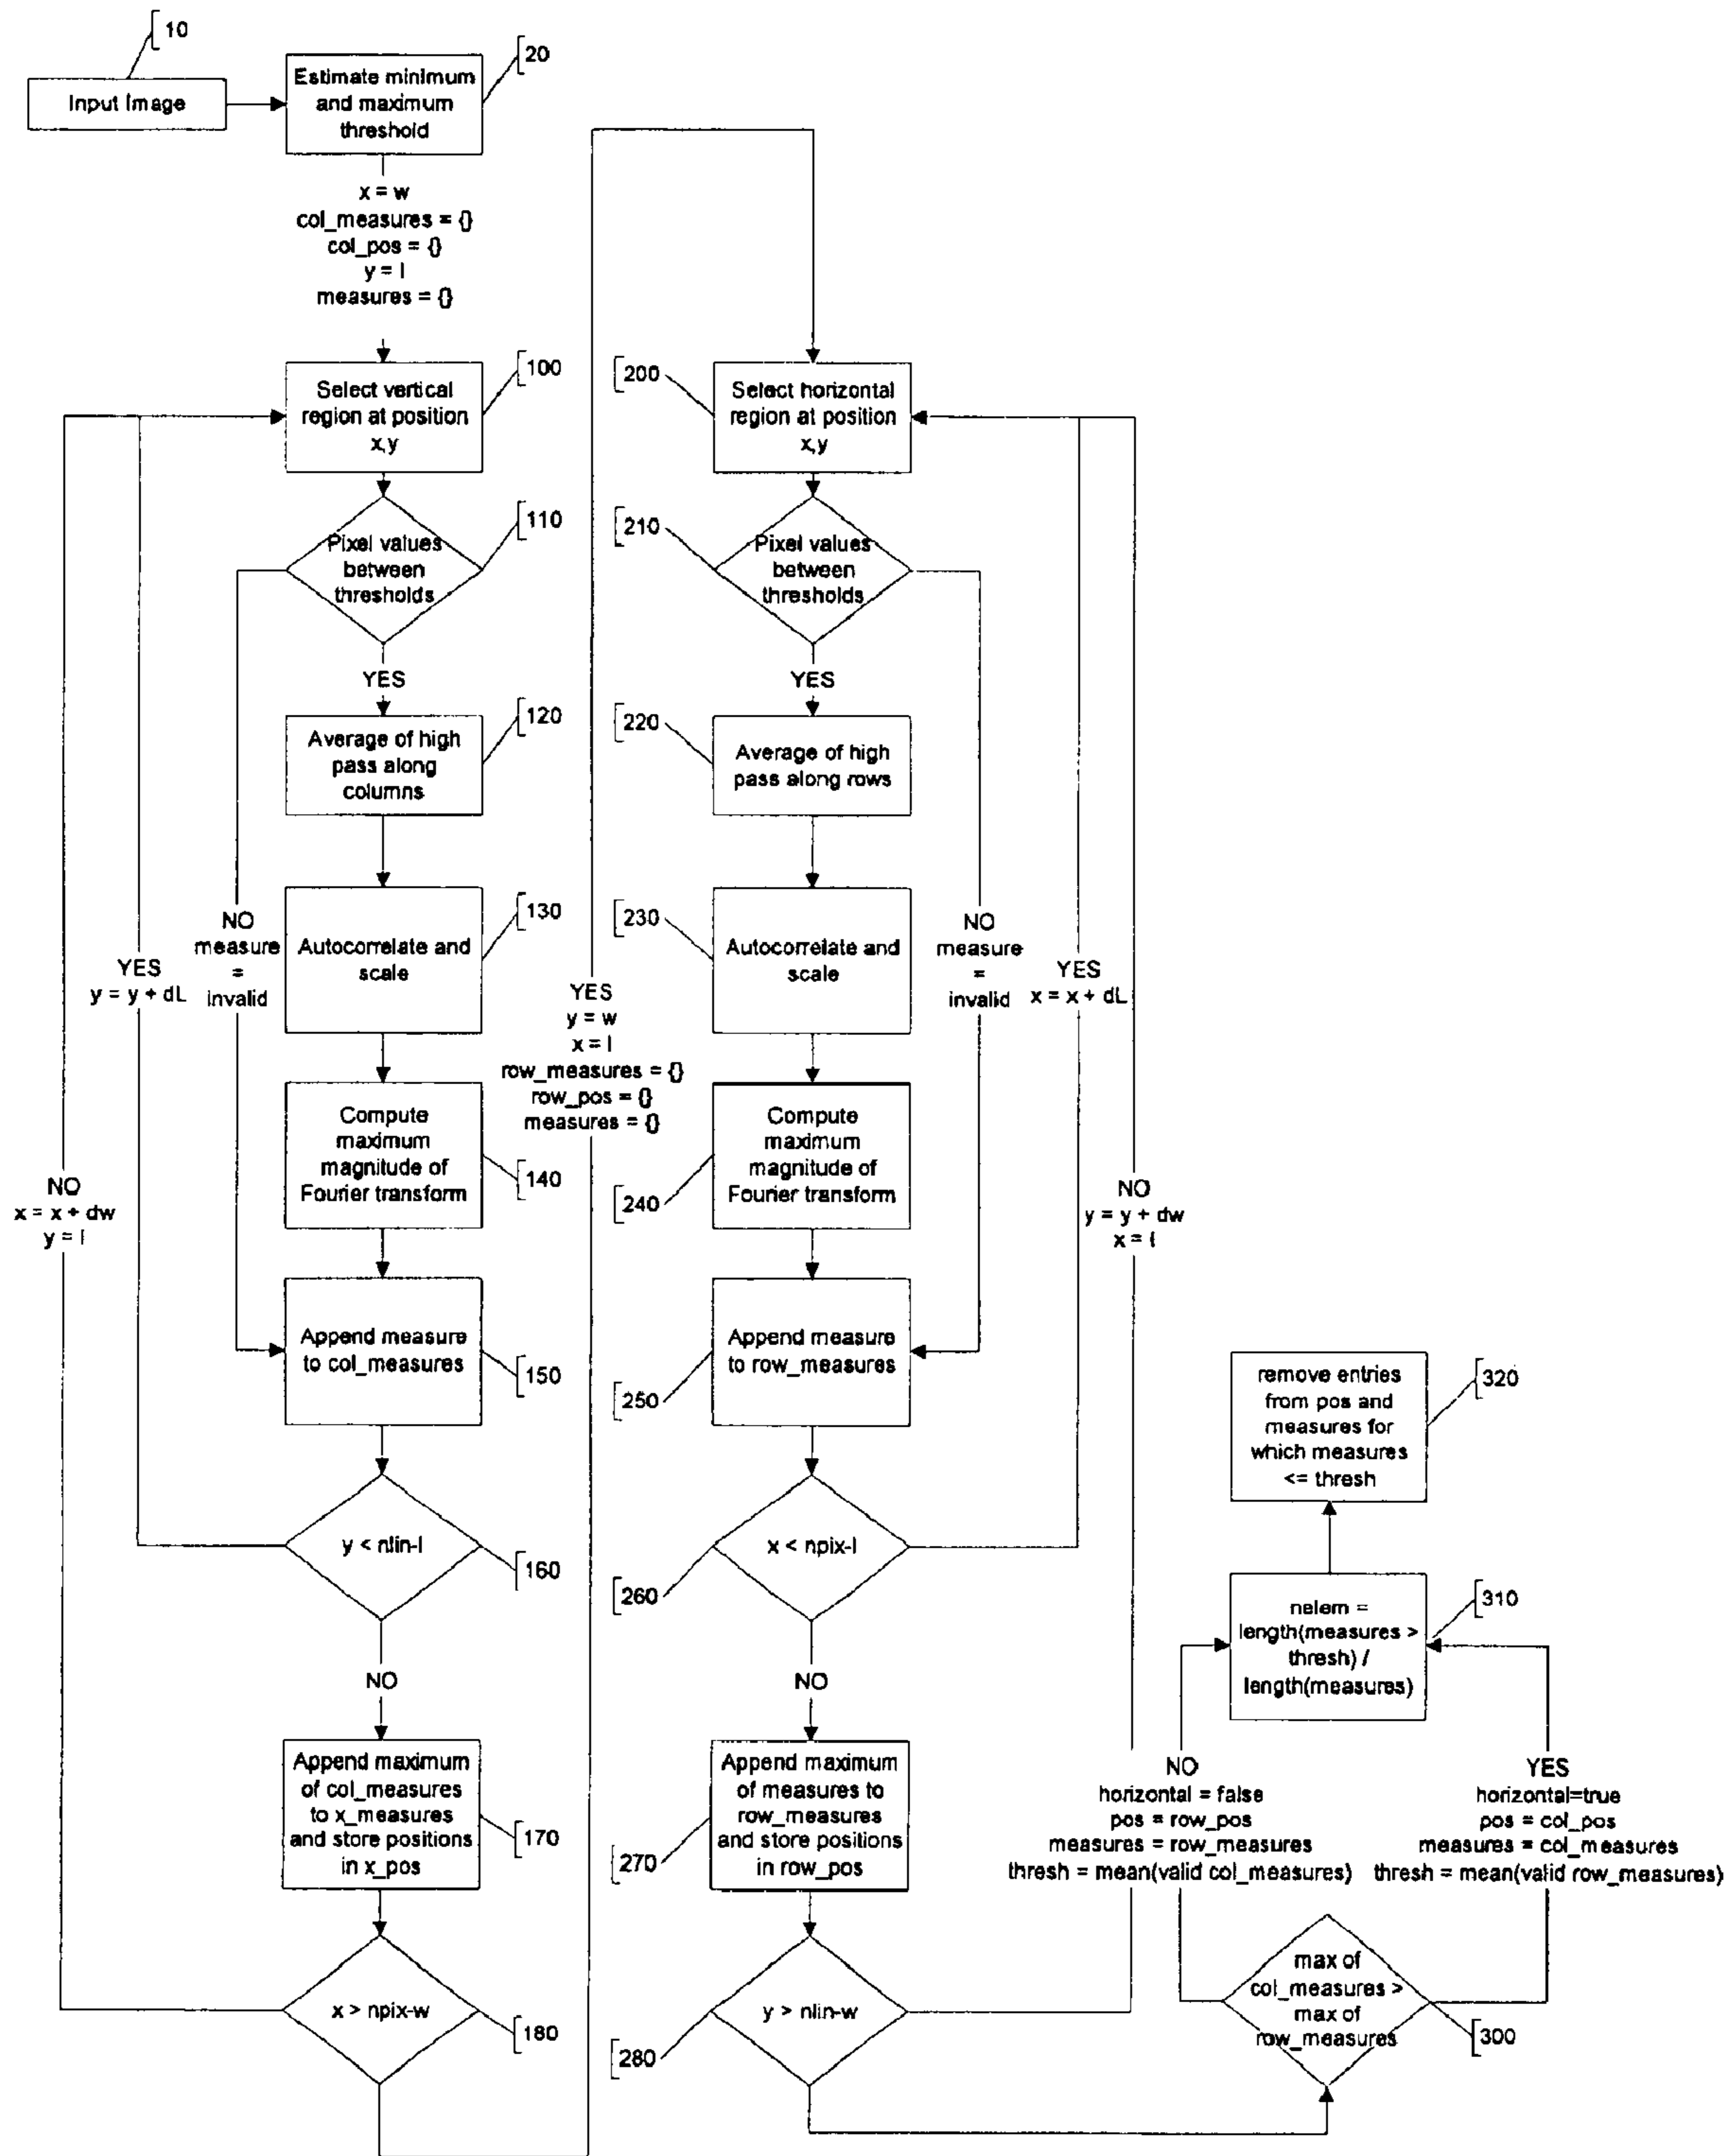 10
Input Image
20
Estimate minimum
and maximum
threshold
x = w
col_measures = {}
col_pos = {}
y = l
measures = {}
100
Select vertical
region at position
x,y
110
Pixel values
between
thresholds
YES
NO
measure
=
invalid
120
Average of high
pass along
columns
130
Autocorrelate and
scale
YES
y = y + dL
140
Compute
maximum
magnitude of
Fourier transform
NO
x = x + dw
y = l
150
Append measure
to col_measures
160
y < nlin-l
NO
170
Append maximum
of col_measures
to x_measures
and store positions
in x_pos
180
x > npix-w
YES
y = w
x = l
row_measures = {}
row_pos = {}
measures = {}
200
Select horizontal
region at position
x,y
210
Pixel values
between
thresholds
YES
NO
measure
=
invalid
220
Average of high
pass along rows
230
Autocorrelate and
scale
YES
x = x + dL
240
Compute
maximum
magnitude of
Fourier transform
NO
y = y + dw
x = l
250
Append measure
to row_measures
260
x < npix-l
NO
270
Append maximum
of measures to
row_measures
and store positions
in row_pos
280
y > nlin-w
320
remove entries
from pos and
measures for
which measures
<= thresh
310
nelem =
length(measures >
thresh) /
length(measures)
NO
horizontal = false
pos = row_pos
measures = row_measures
thresh = mean(valid col_measures)
YES
horizontal=true
pos = col_pos
measures = col_measures
thresh = mean(valid row_measures)
max of
col_measures >
max of
row_measures
300